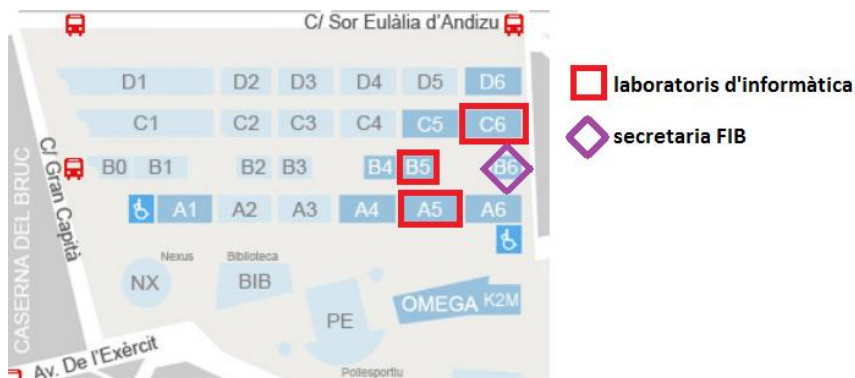 C/ Sor Eulàlia d'Andizu
D1 D2 D3 D4 D5 D6
laboratoris d'informàtica
C1 C2 C3 C4 C5 C6
secretaria FIB
C/ Gran Capità
B0 B1 B2 B3 B4 B5 B6
CASERNA DEL BRUC
A1 A2 A3 A4 A5 A6
Nexus Biblioteca
NX BIB
OMEGA K2M
PE
Av. De l'Exèrcit
Poliesportiu